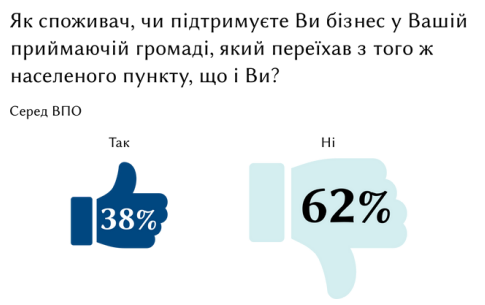 Як споживач, чи підтримуєте Ви бізнес у Вашій
приймаючій громаді, який переїхав з того ж
населеного пункту, що і Ви?
Серед ВПО
Так
Ні
38%
62%